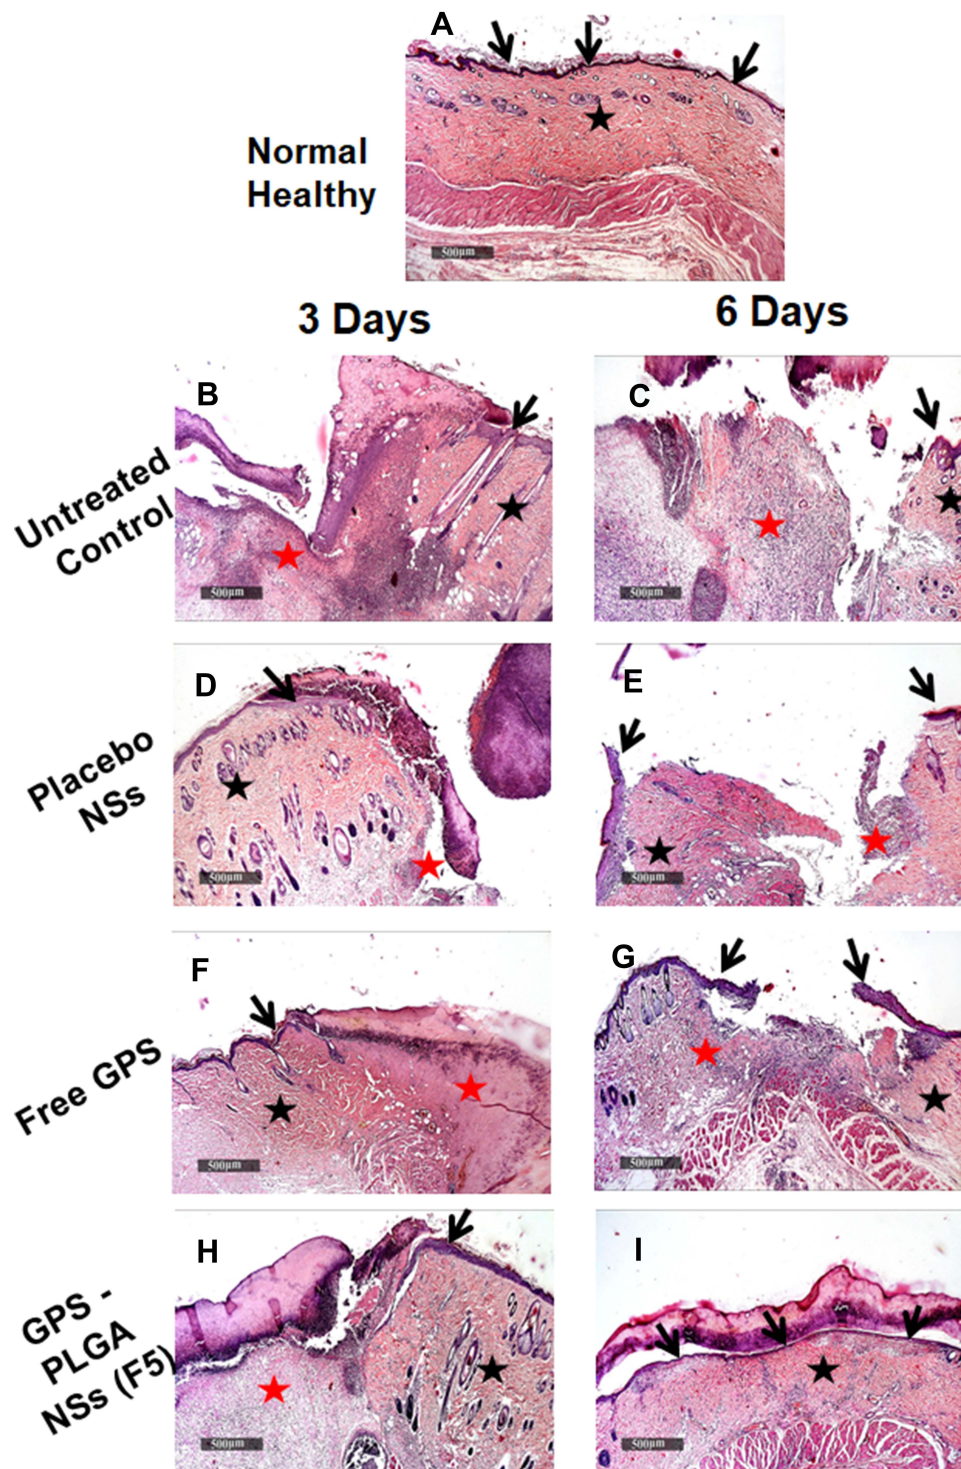 A
Normal
Healthy
500µm
3 Days
6 Days
Untreated
Control
B
500µm
C
500µm
Placebo
NSs
D
500µm
E
500µm
Free GPS
F
500µm
G
500µm
GPS -
PLGA
NSs (F5)
H
500µm
I
500µm